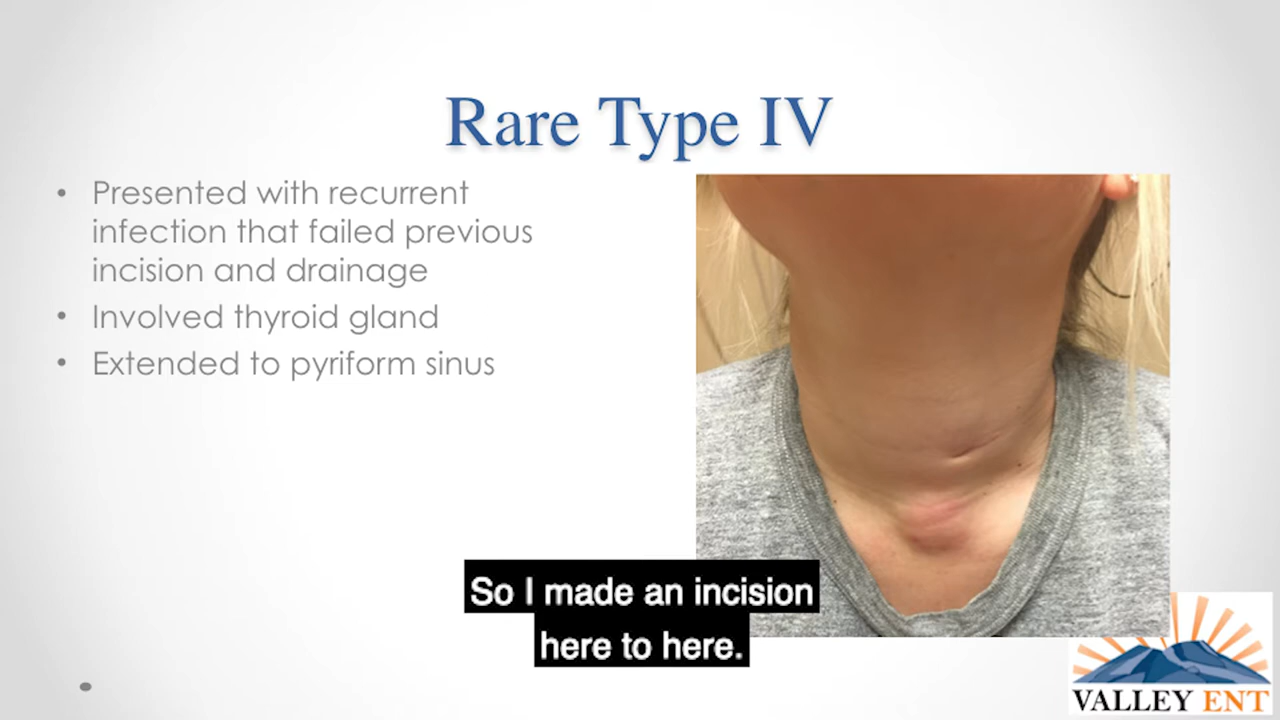 Rare Type IV
• Presented with recurrent
infection that failed previous
incision and drainage
• Involved thyroid gland
• Extended to pyriform sinus
So I made an incision
here to here.
VALLEY ENT